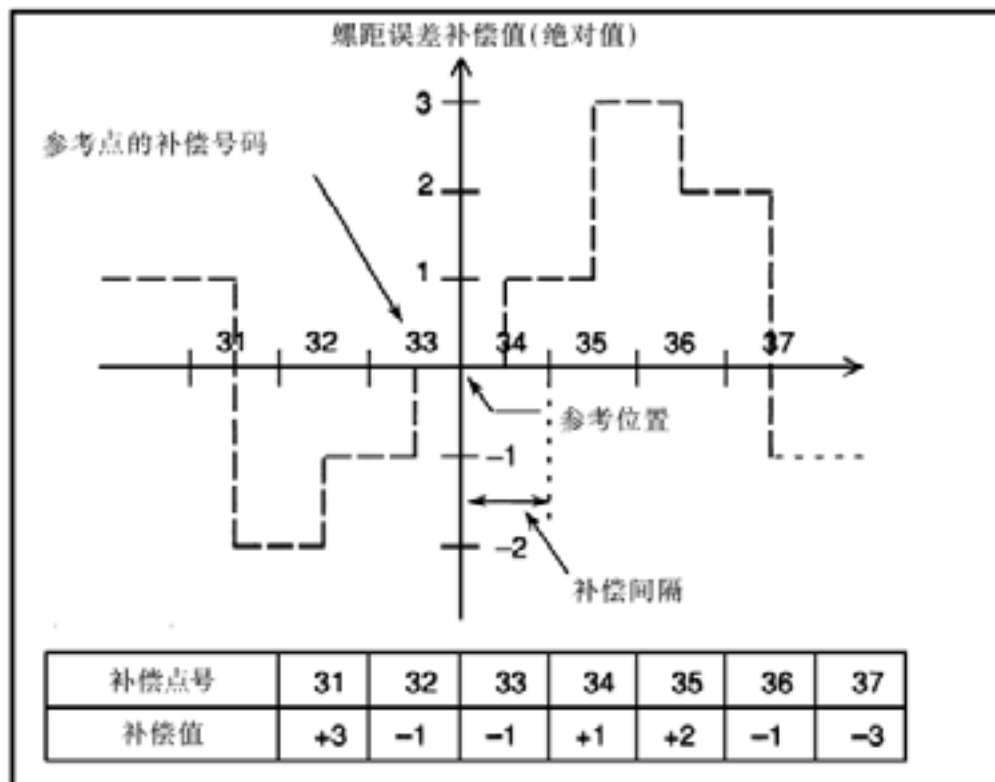 螺距误差补偿值(绝对值)
3
参考点的补偿号码
2
1
31 32 33 34 35 36 37
参考位置
-1
-2
补偿间隔
补偿点号 31 32 33 34 35 36 37
补偿值 +3 -1 -1 +1 +2 -1 -3